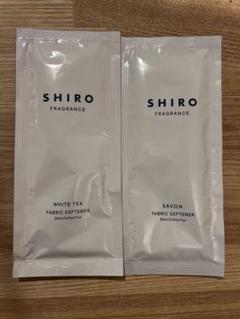 SHIRO
FRAGRANCE
WHITE TEA
FABRIC SOFTENER
SHIRO
FRAGRANCE
SAVON
FABRIC SOFTENER